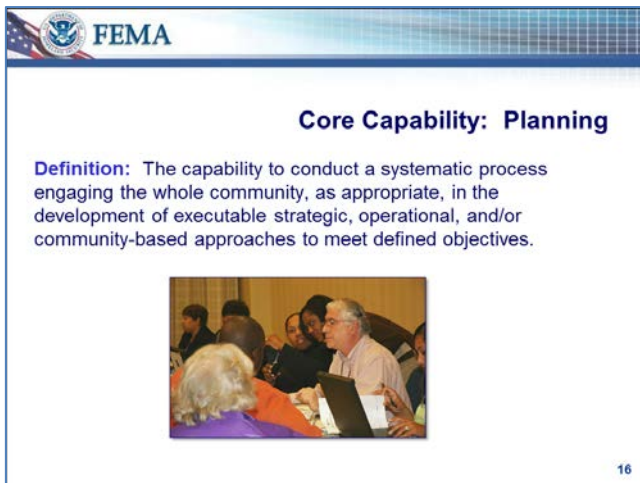 FEMA
Core Capability: Planning
Definition: The capability to conduct a systematic process
engaging the whole community, as appropriate, in the
development of executable strategic, operational, and/or
community-based approaches to meet defined objectives.
16